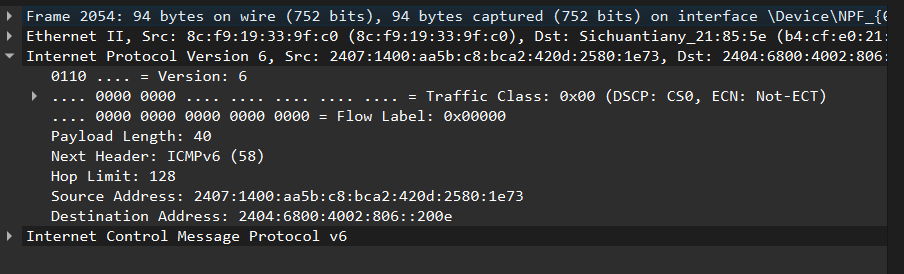 Frame 2054: 94 bytes on wire (752 bits), 94 bytes captured (752 bits) on interface \Device\NPF_{
Ethernet II, Src: 8c:f9:19:33:9f:c0 (8c:f9:19:33:9f:c0), Dst: Sichuantiany_21:85:5e (b4:cf:e0:21:
Internet Protocol Version 6, Src: 2407:1400:aa5b:c8:bca2:420d:2580:1e73, Dst: 2404:6800:4002:806:
0110 .... = Version: 6
.... 0000 0000 .... .... .... .... .... = Traffic Class: 0x00 (DSCP: CS0, ECN: Not-ECT)
.... 0000 0000 0000 0000 0000 = Flow Label: 0x00000
Payload Length: 40
Next Header: ICMPv6 (58)
Hop Limit: 128
Source Address: 2407:1400:aa5b:c8:bca2:420d:2580:1e73
Destination Address: 2404:6800:4002:806::200e
Internet Control Message Protocol v6